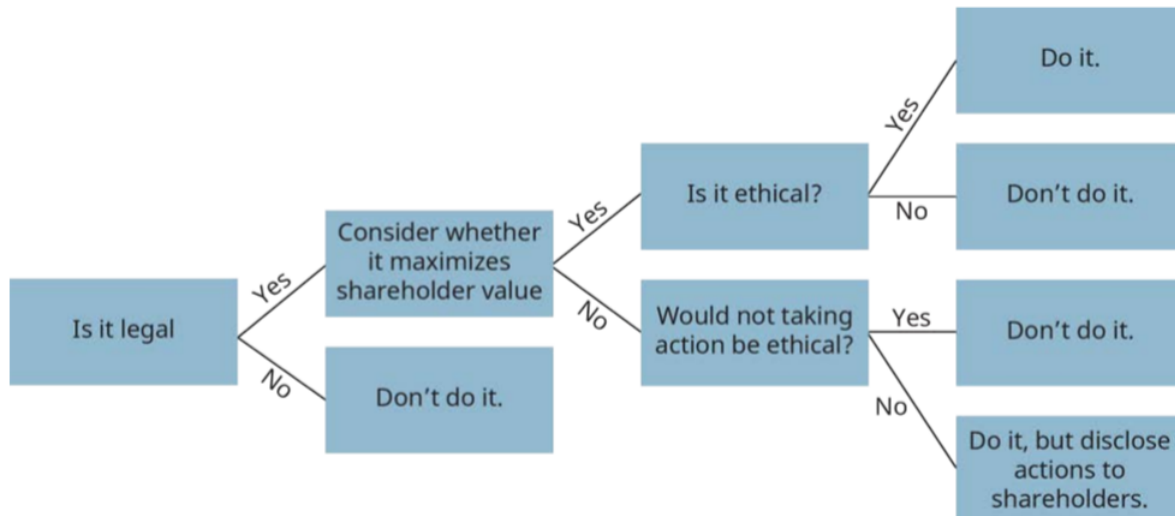 Is it legal
Yes
No
Consider whether
it maximizes
shareholder value
Don’t do it.
Yes
No
Is it ethical?
Would not taking
action be ethical?
Yes
No
Yes
No
Do it.
Don’t do it.
Don’t do it.
Do it, but disclose
actions to
shareholders.